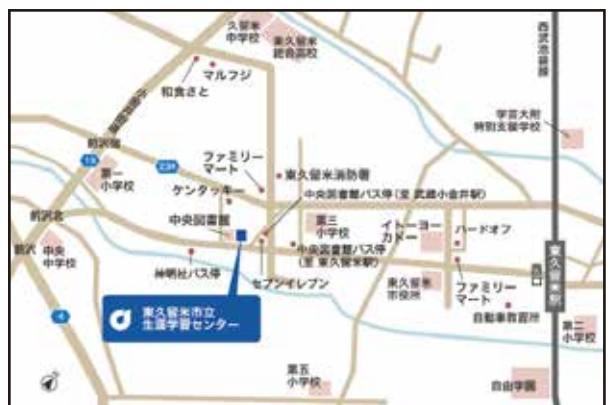 久留米
中学校
東久留米
総合高校
西武池袋線
マルフジ
和食さと
小金井街道
学芸大附
特別支援学校
前沢宿
15
234
第一
小学校
ファミリー
マート
東久留米消防署
ケンタッキー
中央図書館バス停(至 武蔵小金井駅)
前沢北
中央図書館
第三
小学校
イトーヨー
カドー
ハードオフ
前沢
中央
中学校
神明社バス停
セブンイレブン
中央図書館バス停
(至 東久留米駅)
東久留米
市役所
ファミリー
マート
西口
東久留米駅
4
東久留米市立
生涯学習センター
自動車教習所
第二
小学校
第五
小学校
自由学園